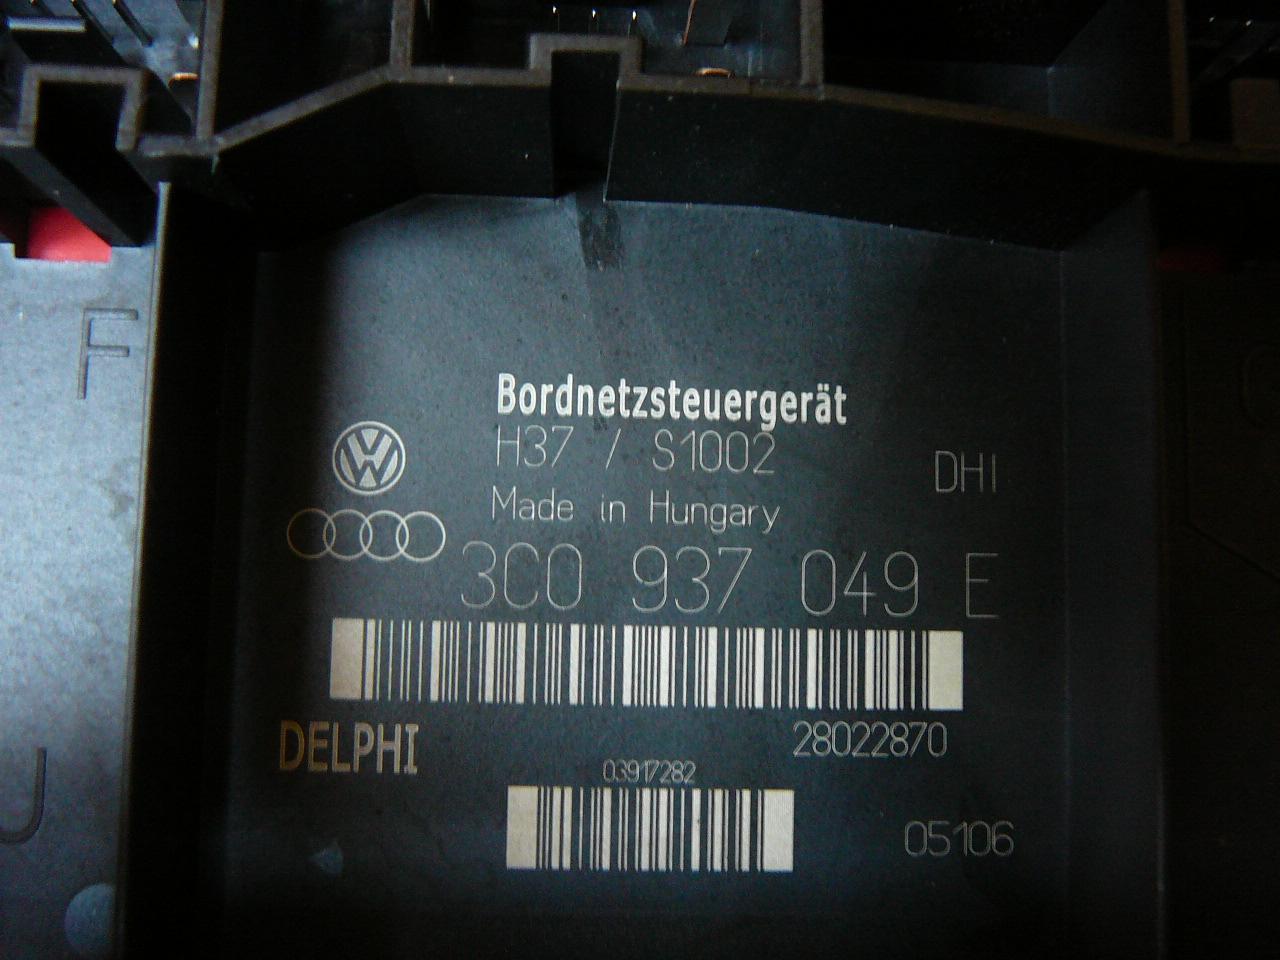 F
Bordnetzsteuergerät
H37 / S1002
DHI
Made in Hungary
3C0 937 049 E
DELPHI
28022870
03917282
05106
J